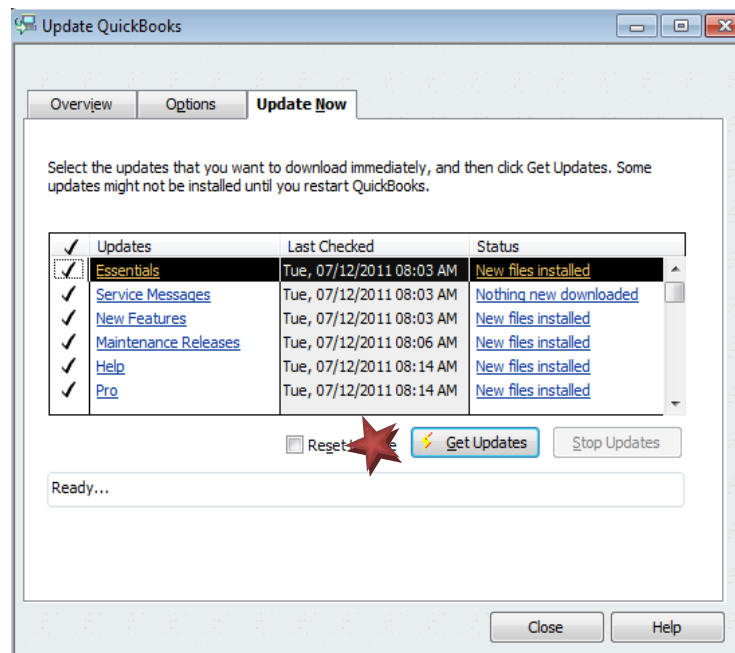 Update QuickBooks
Overview Options Update Now
Select the updates that you want to download immediately, and then click Get Updates. Some
updates might not be installed until you restart QuickBooks.
✓ Updates Last Checked Status
✓ Essentials Tue, 07/12/2011 08:03 AM New files installed
✓ Service Messages Tue, 07/12/2011 08:03 AM Nothing new downloaded
✓ New Features Tue, 07/12/2011 08:03 AM New files installed
✓ Maintenance Releases Tue, 07/12/2011 08:06 AM New files installed
✓ Help Tue, 07/12/2011 08:14 AM New files installed
✓ Pro Tue, 07/12/2011 08:14 AM New files installed
Reset Get Updates Stop Updates
Ready...
Close Help